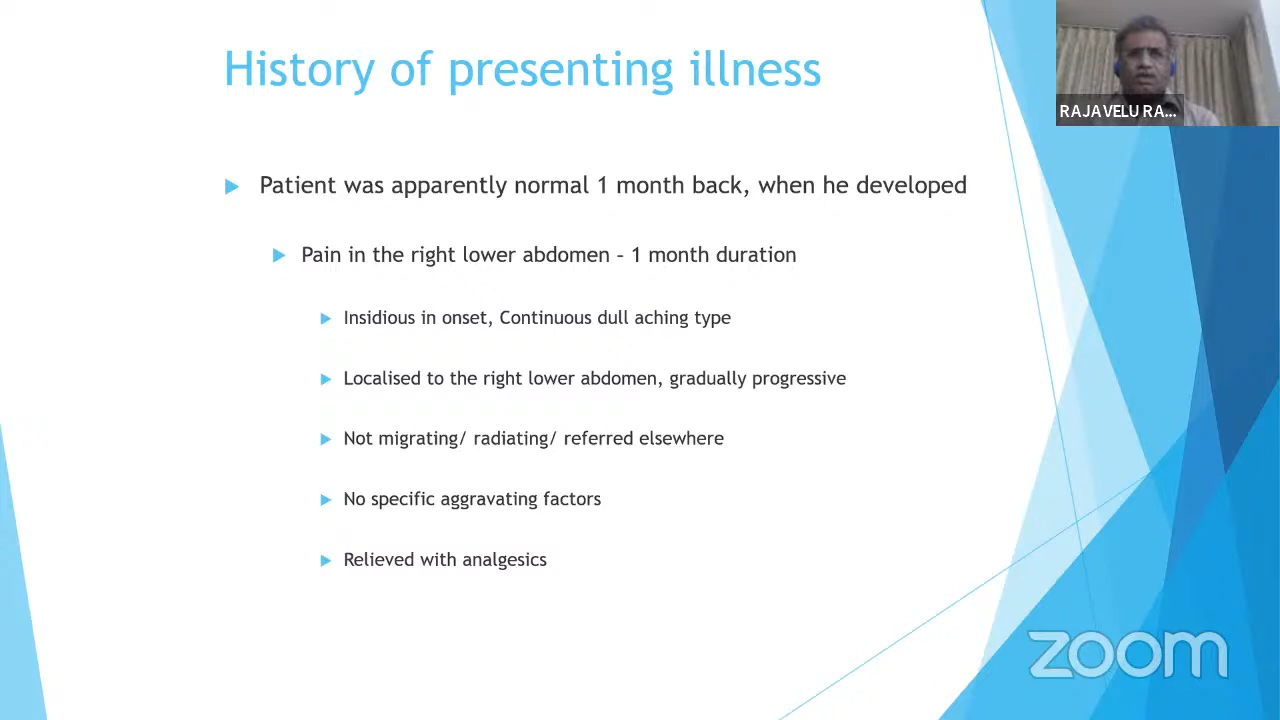 History of presenting illness
RAJAVELU RA...
Patient was apparently normal 1 month back, when he developed
Pain in the right lower abdomen – 1 month duration
Insidious in onset, Continuous dull aching type
Localised to the right lower abdomen, gradually progressive
Not migrating/ radiating/ referred elsewhere
No specific aggravating factors
Relieved with analgesics
zoom